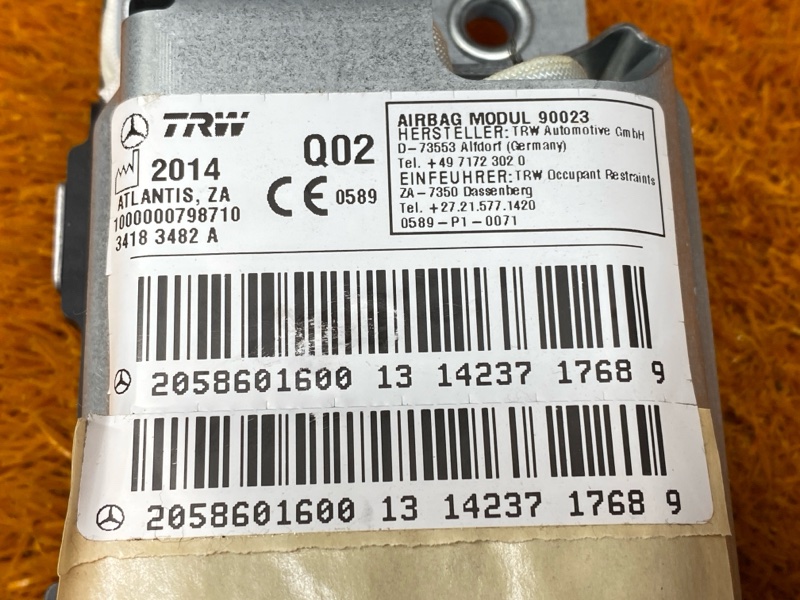 TRW
Q02
2014
ATLANTIS, ZA
1000000798710
3418 3482 A
CE 0589
AIRBAG MODUL 90023
HERSTELLER: TRW Automotive GmbH
D-73553 Alfdorf (Germany)
Tel. +49 7172 302 0
EINFEUHRER: TRW Occupant Restraints
ZA-7350 Dassenberg
Tel. +27.21.577.1420
0589-P1-0071
2058601600 13 14237 1768 9
2058601600 13 14237 1768 9